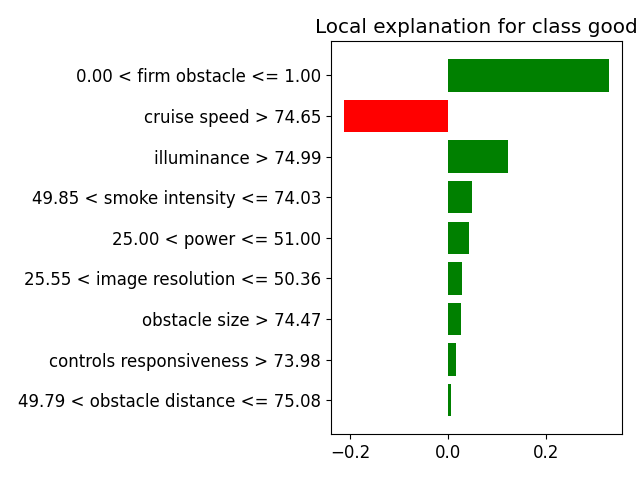 Local explanation for class good
0.00 < firm obstacle <= 1.00
cruise speed > 74.65
illuminance > 74.99
49.85 < smoke intensity <= 74.03
25.00 < power <= 51.00
25.55 < image resolution <= 50.36
obstacle size > 74.47
controls responsiveness > 73.98
49.79 < obstacle distance <= 75.08
−0.2 0.0 0.2